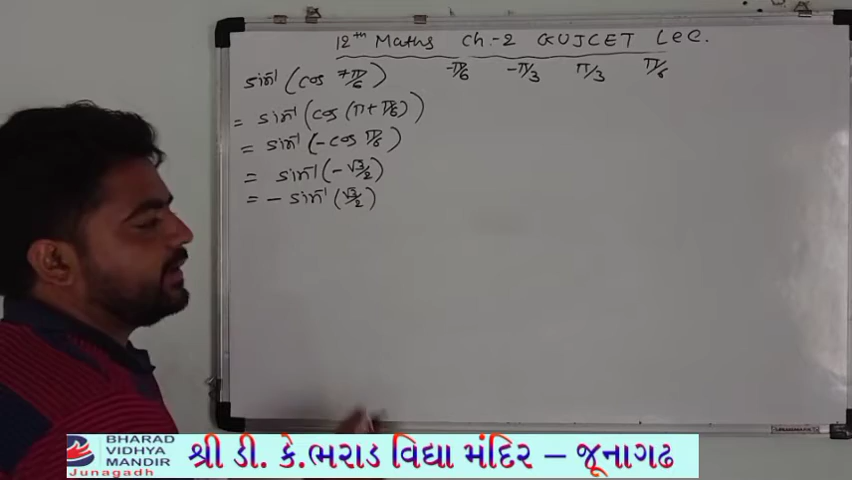 12th Maths Ch.-2 GUJCET Lec.
sin⁻¹ (cos 7π/6) -π/6 -π/3 π/3 π/6
= sin⁻¹ (cos (π + π/6))
= sin⁻¹ (-cos π/6)
= sin⁻¹ (-√3/2)
= - sin⁻¹ (√3/2)
BHARAD
VIDHYA
MANDIR
Junagadh
શ્રી ડી. કે.ભરાડ વિદ્યા મંદિર – જૂનાગઢ